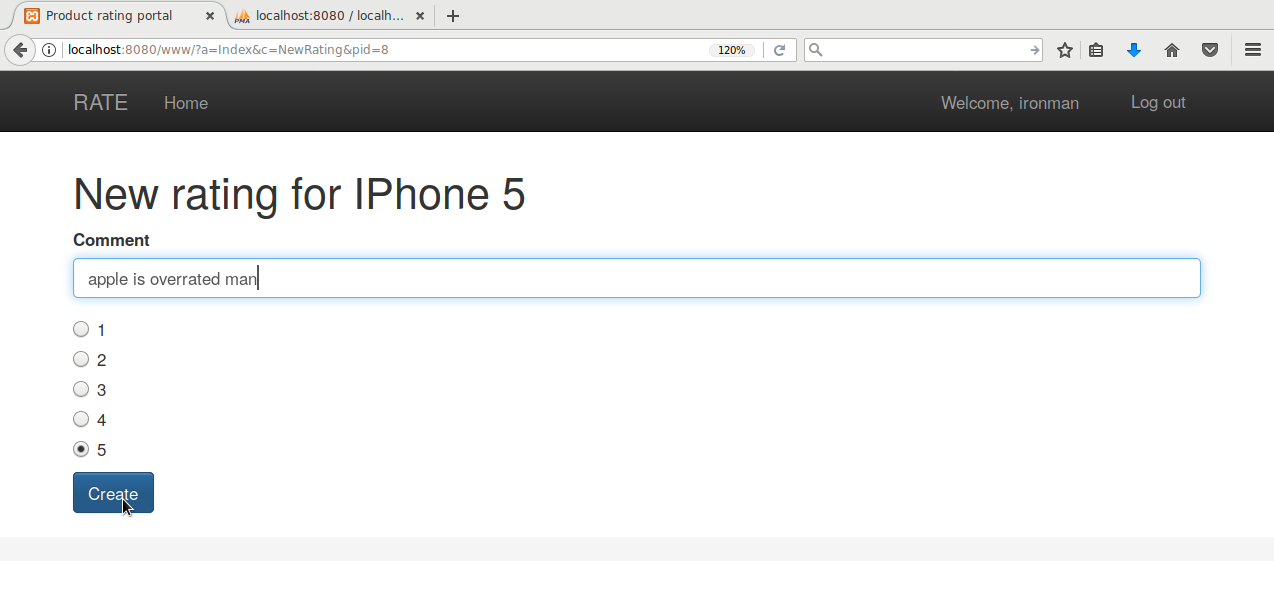 Product rating portal
localhost:8080 / localh...
localhost:8080/www/?a=Index&c=NewRating&pid=8
120%
RATE Home Welcome, ironman Log out
New rating for IPhone 5
Comment
apple is overrated man
1
2
3
4
5
Create